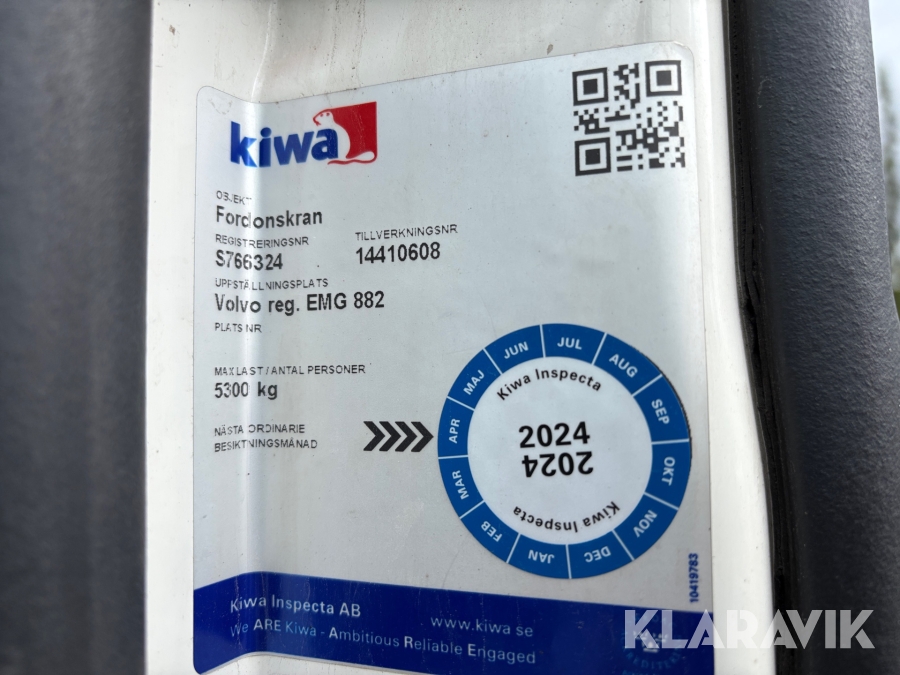 kiwa
OBJEKT
Fordonskran
REGISTRERINGSNR
TILLVERKNINGSNR
S766324
14410608
UPPSTÄLLNINGSPLATS
Volvo reg. EMG 882
PLATS NR
MAXLAST / ANTAL PERSONER
5300 kg
NÄSTA ORDINARIE
BESIKTNINGSMÅNAD
JAN
FEB
MAR
APR
MAJ
JUN
JUL
AUG
SEP
OKT
NOV
DEC
Kiwa Inspecta
2024
2024
Kiwa Inspecta
10419783
Kiwa Inspecta AB
www.kiwa.se
We ARE Kiwa - Ambitious Reliable Engaged
KLARAVIK